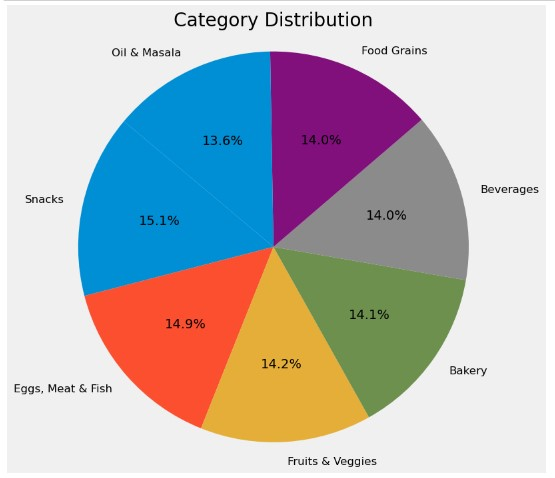 Category Distribution
Oil & Masala
Food Grains
13.6%
14.0%
Snacks
Beverages
15.1%
14.0%
14.9%
14.1%
Eggs, Meat & Fish
14.2%
Bakery
Fruits & Veggies